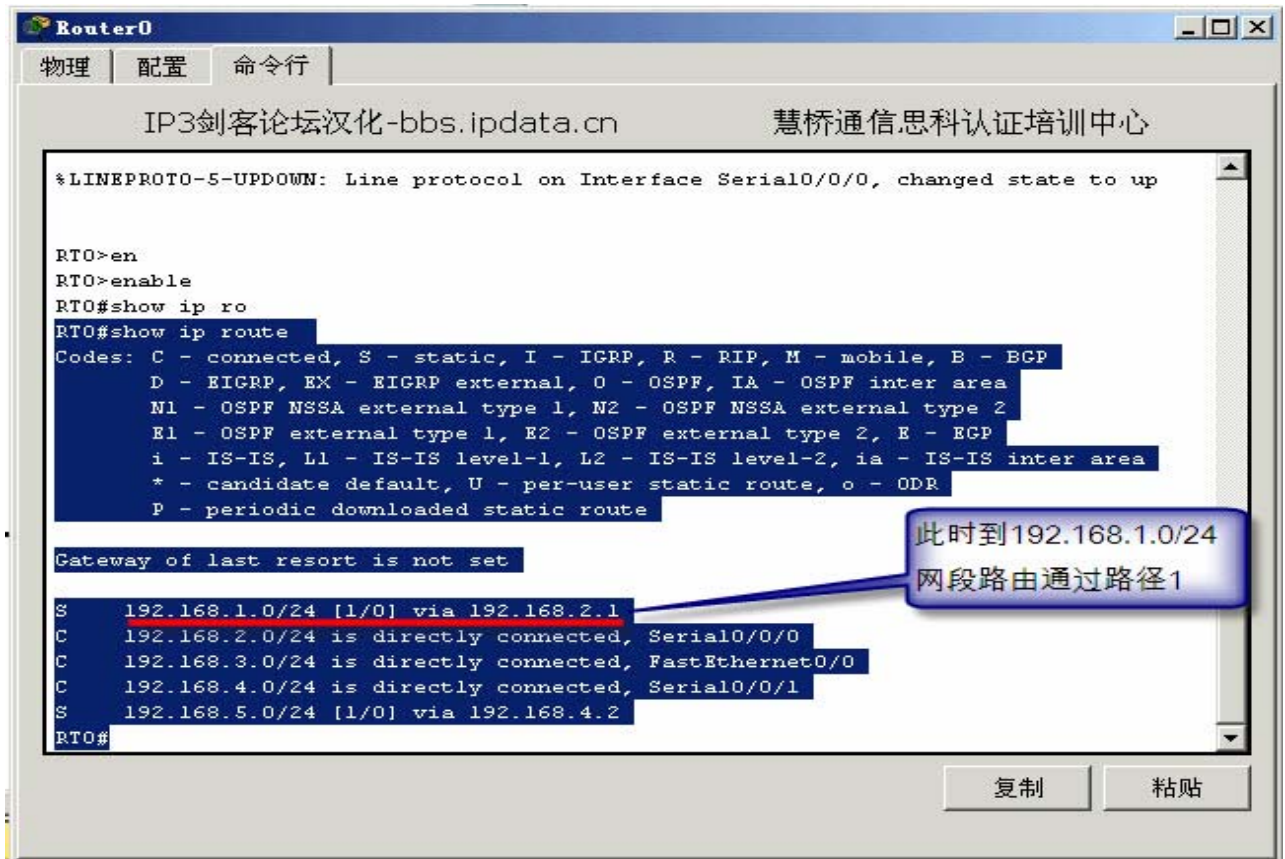 Router0
物理 配置 命令行
IP3剑客论坛汉化-bbs.ipdata.cn 慧桥通信思科认证培训中心
%LINEPROTO-5-UPDOWN: Line protocol on Interface Serial0/0/0, changed state to up
RT0>en
RT0>enable
RT0#show ip ro
RT0#show ip route
Codes: C - connected, S - static, I - IGRP, R - RIP, M - mobile, B - BGP
D - EIGRP, EX - EIGRP external, O - OSPF, IA - OSPF inter area
N1 - OSPF NSSA external type 1, N2 - OSPF NSSA external type 2
E1 - OSPF external type 1, E2 - OSPF external type 2, E - EGP
i - IS-IS, L1 - IS-IS level-1, L2 - IS-IS level-2, ia - IS-IS inter area
* - candidate default, U - per-user static route, o - ODR
P - periodic downloaded static route
Gateway of last resort is not set
此时到192.168.1.0/24
网段路由通过路径1
S 192.168.1.0/24 [1/0] via 192.168.2.1
C 192.168.2.0/24 is directly connected, Serial0/0/0
C 192.168.3.0/24 is directly connected, FastEthernet0/0
C 192.168.4.0/24 is directly connected, Serial0/0/1
S 192.168.5.0/24 [1/0] via 192.168.4.2
RT0#
复制 粘贴